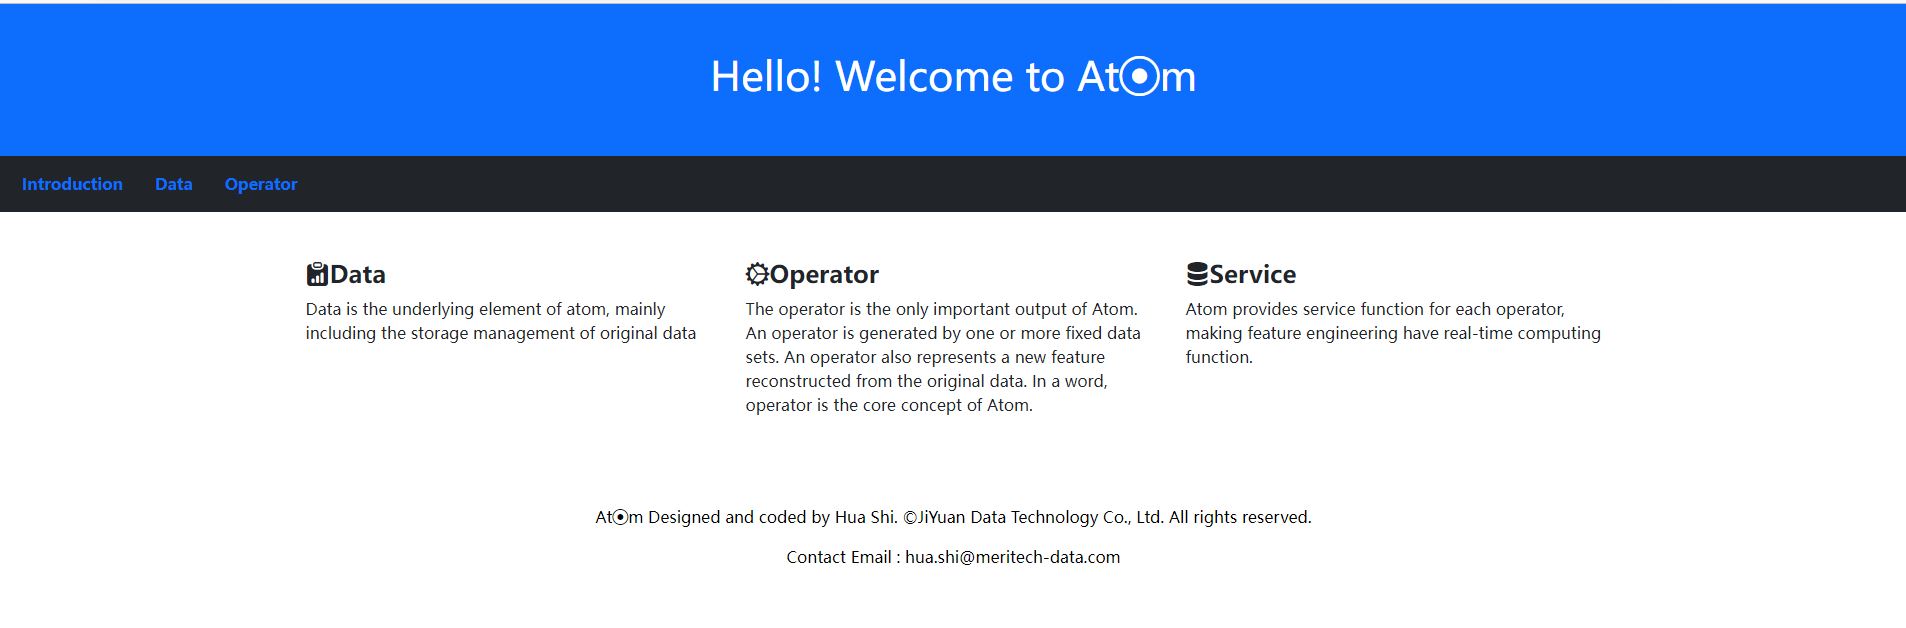 Hello! Welcome to At⦿m
Introduction Data Operator
Data
Data is the underlying element of atom, mainly
including the storage management of original data
Operator
The operator is the only important output of Atom.
An operator is generated by one or more fixed data
sets. An operator also represents a new feature
reconstructed from the original data. In a word,
operator is the core concept of Atom.
Service
Atom provides service function for each operator,
making feature engineering have real-time computing
function.
At⦿m Designed and coded by Hua Shi. ©JiYuan Data Technology Co., Ltd. All rights reserved.
Contact Email : hua.shi@meritech-data.com